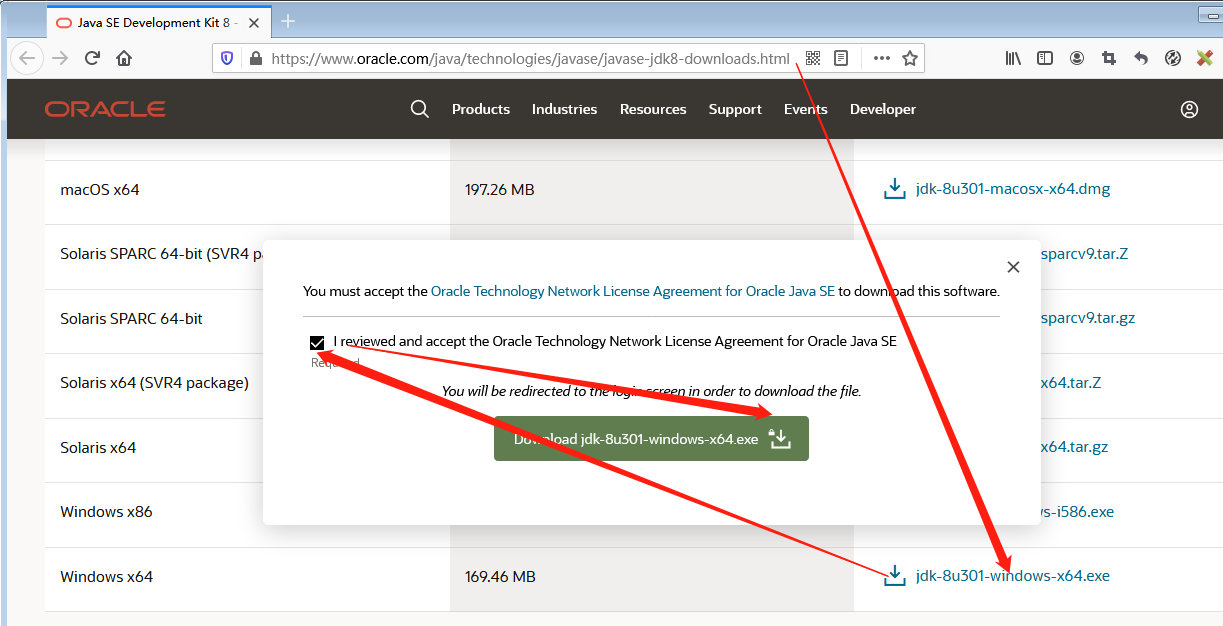 Java SE Development Kit 8 -
https://www.oracle.com/java/technologies/javase/javase-jdk8-downloads.html
ORACLE Products Industries Resources Support Events Developer
macOS x64 197.26 MB jdk-8u301-macosx-x64.dmg
Solaris SPARC 64-bit (SVR4 sparcv9.tar.Z
You must accept the Oracle Technology Network License Agreement for Oracle Java SE to download this software.
Solaris SPARC 64-bit sparcv9.tar.gz
I reviewed and accept the Oracle Technology Network License Agreement for Oracle Java SE
Required
Solaris x64 (SVR4 package) x64.tar.Z
You will be redirected to the login screen in order to download the file.
Download jdk-8u301-windows-x64.exe
Solaris x64 x64.tar.gz
Windows x86 s-i586.exe
Windows x64 169.46 MB jdk-8u301-windows-x64.exe